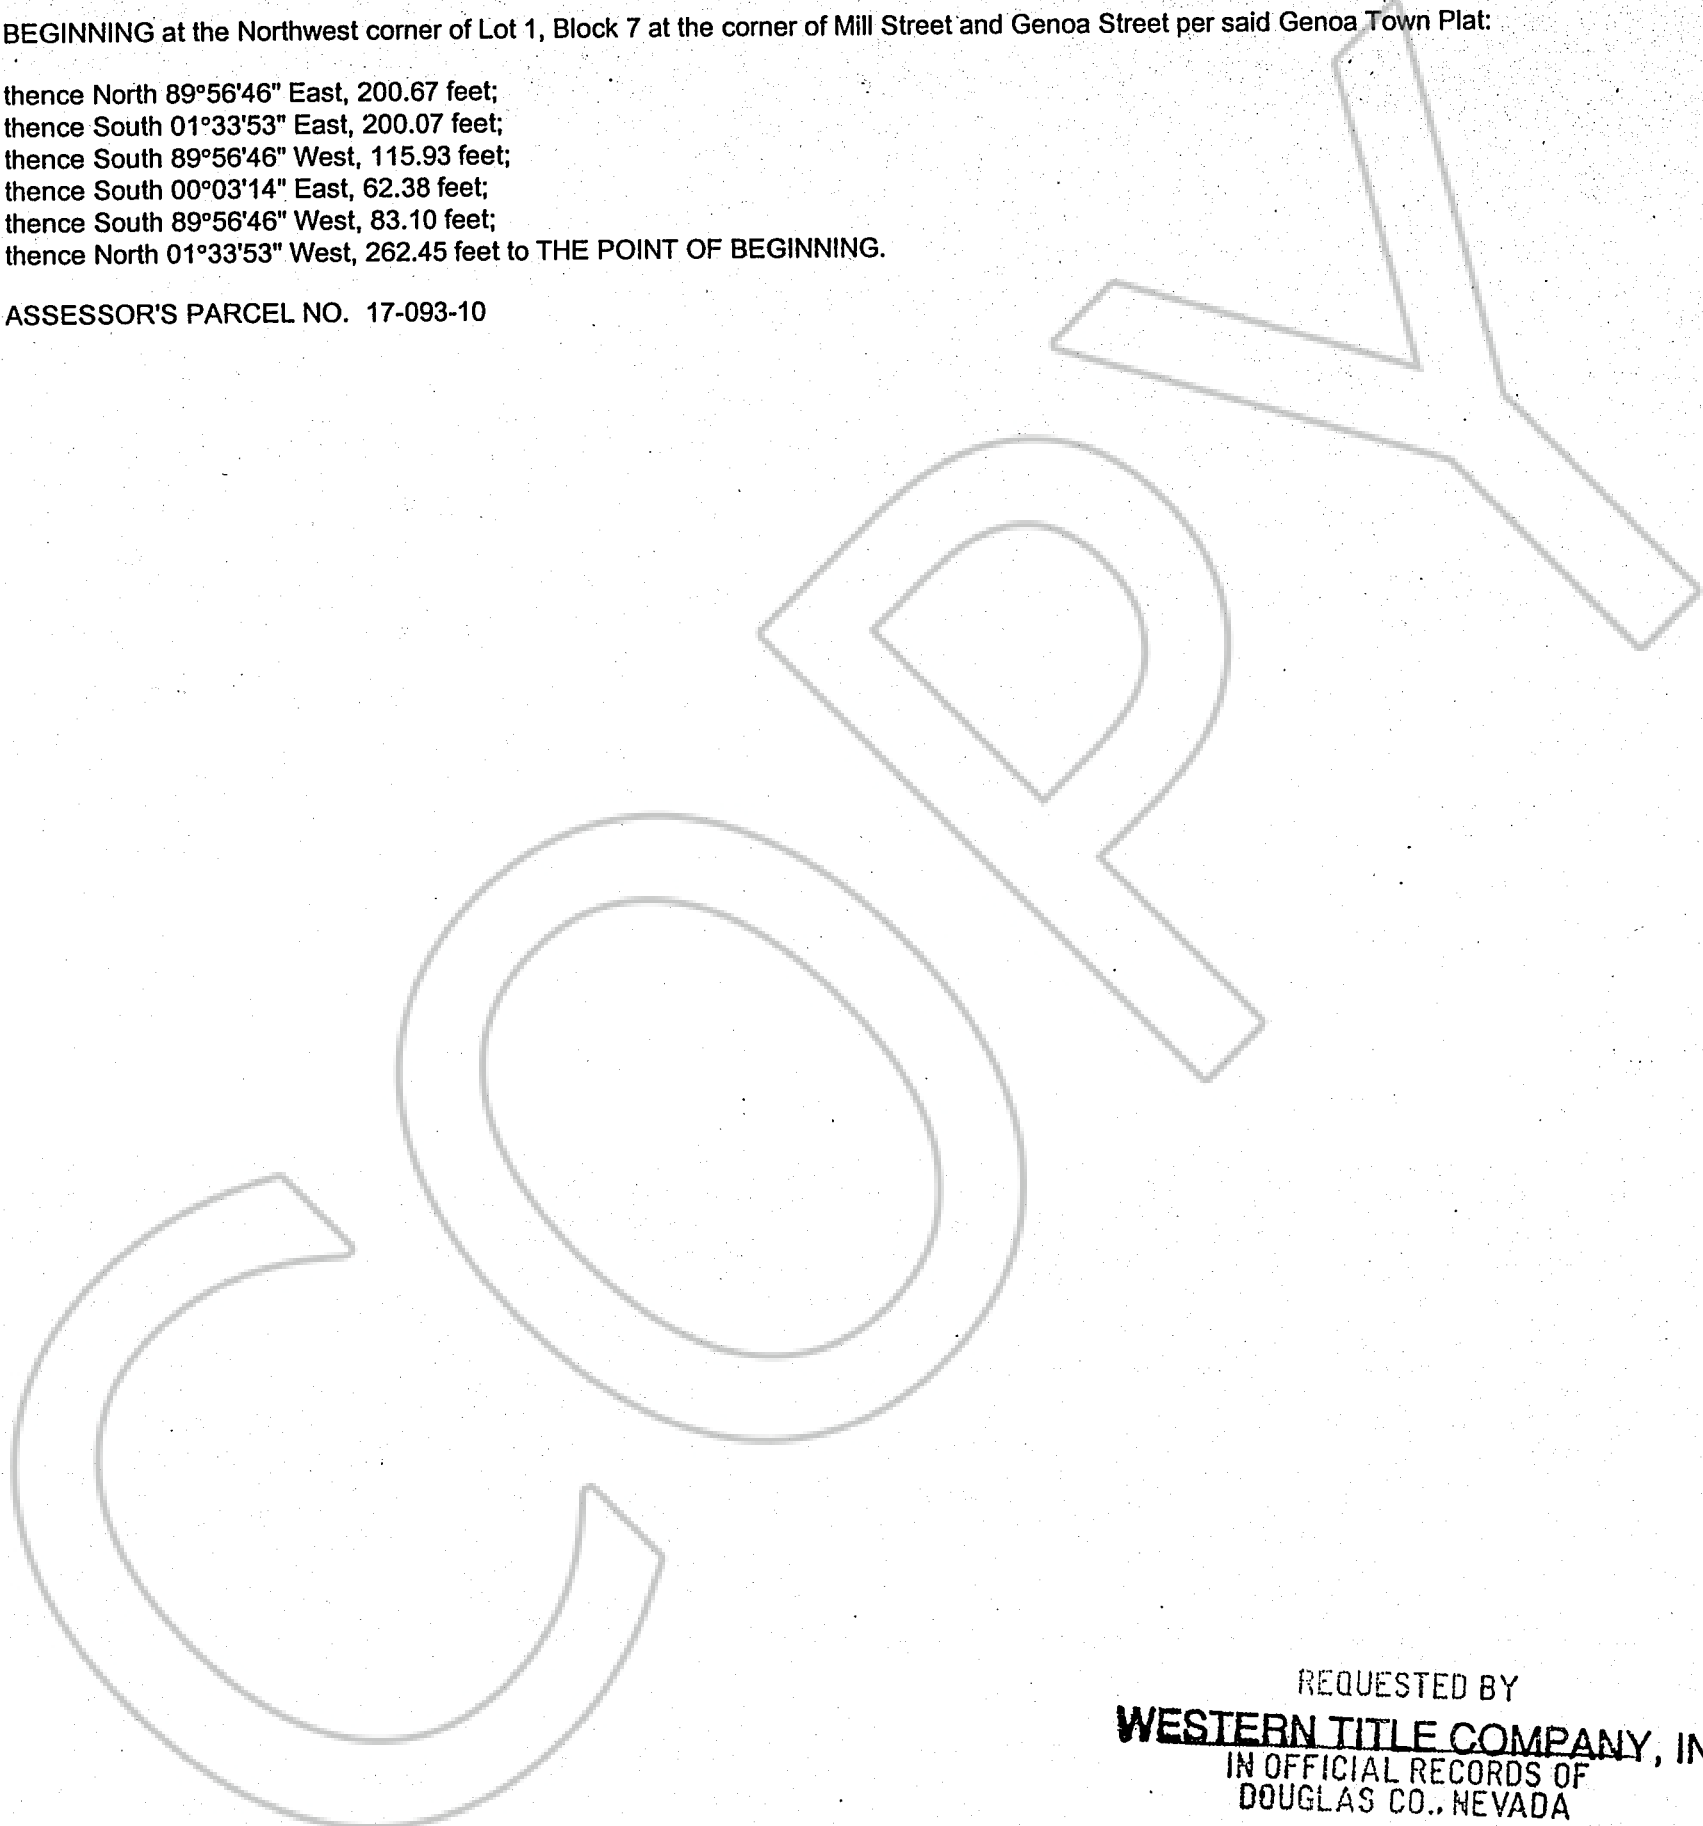 BEGINNING at the Northwest corner of Lot 1, Block 7 at the corner of Mill Street and Genoa Street per said Genoa Town Plat:
thence North 89°56'46" East, 200.67 feet;
thence South 01°33'53" East, 200.07 feet;
thence South 89°56'46" West, 115.93 feet;
thence South 00°03'14" East, 62.38 feet;
thence South 89°56'46" West, 83.10 feet;
thence North 01°33'53" West, 262.45 feet to THE POINT OF BEGINNING.
ASSESSOR'S PARCEL NO. 17-093-10
COPY
REQUESTED BY
WESTERN TITLE COMPANY, IN
IN OFFICIAL RECORDS OF
DOUGLAS CO., NEVADA